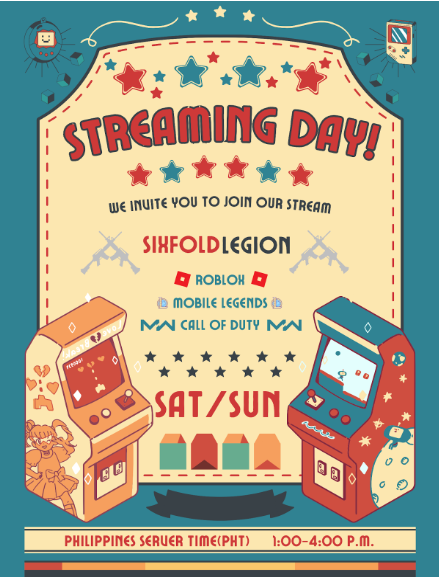 STREAMING DAY!
WE INVITE YOU TO JOIN OUR STREAM
SIXFOLDLEGION
ROBLOX
MOBILE LEGENDS
CALL OF DUTY
SAT/SUN
PHILIPPINES SERVER TIME(PHT) 1:00-4:00 P.M.